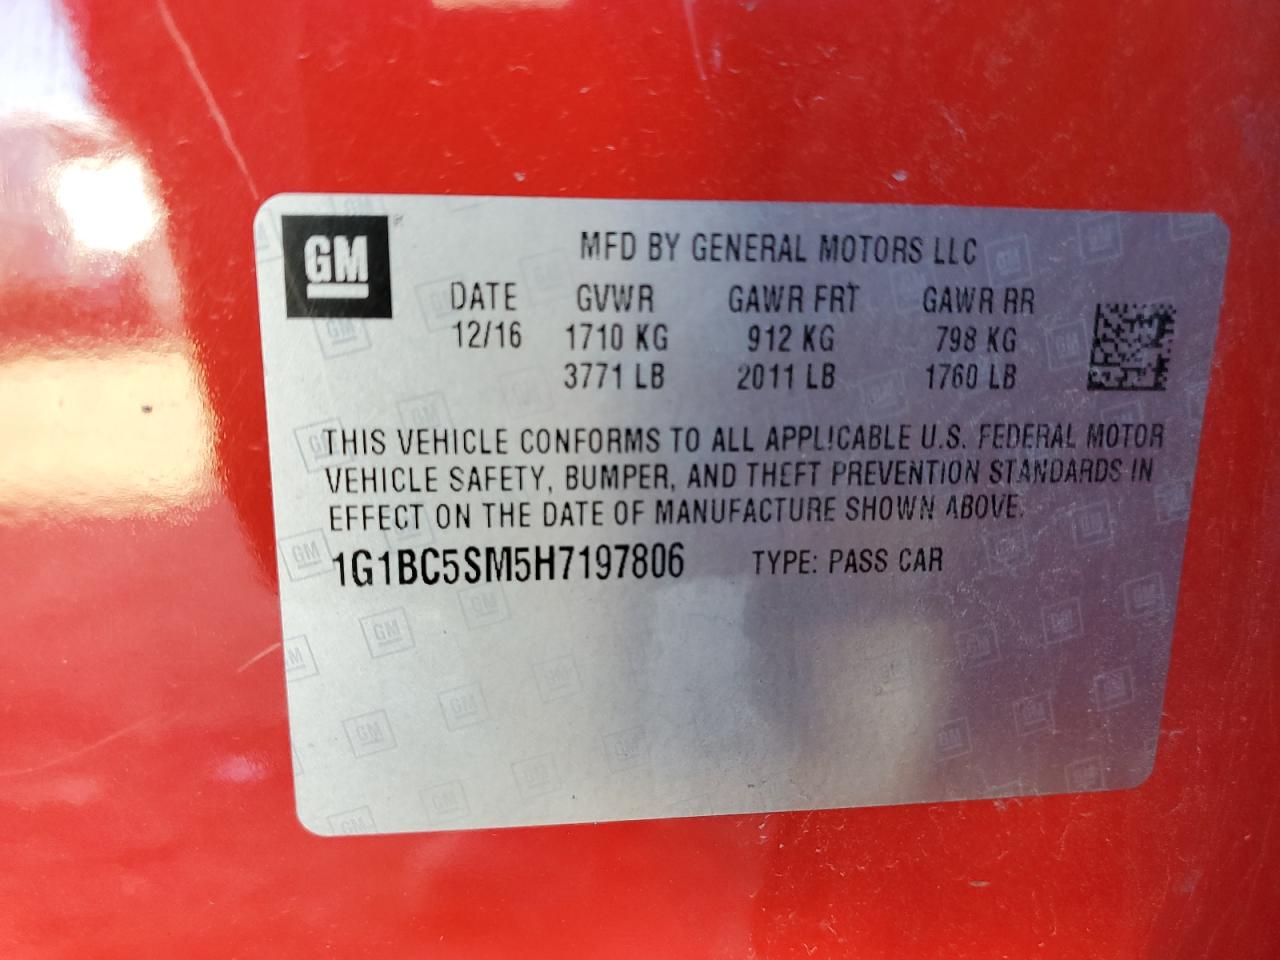 GM
MFD BY GENERAL MOTORS LLC
DATE GVWR GAWR FRT GAWR RR
12/16 1710 KG 912 KG 798 KG
3771 LB 2011 LB 1760 LB
THIS VEHICLE CONFORMS TO ALL APPLICABLE U.S. FEDERAL MOTOR
VEHICLE SAFETY, BUMPER, AND THEFT PREVENTION STANDARDS IN
EFFECT ON THE DATE OF MANUFACTURE SHOWN ABOVE.
1G1BC5SM5H7197806 TYPE: PASS CAR